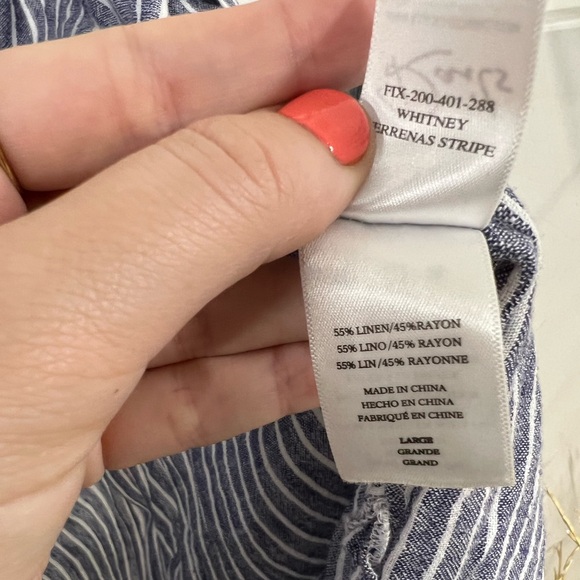 FIX-200-401-288
WHITNEY
ERRENAS STRIPE
55% LINEN/45%RAYON
55% LINO/45% RAYON
55% LIN/45% RAYONNE
MADE IN CHINA
HECHO EN CHINA
FABRIQUÉ EN CHINE
LARGE
GRANDE
GRAND